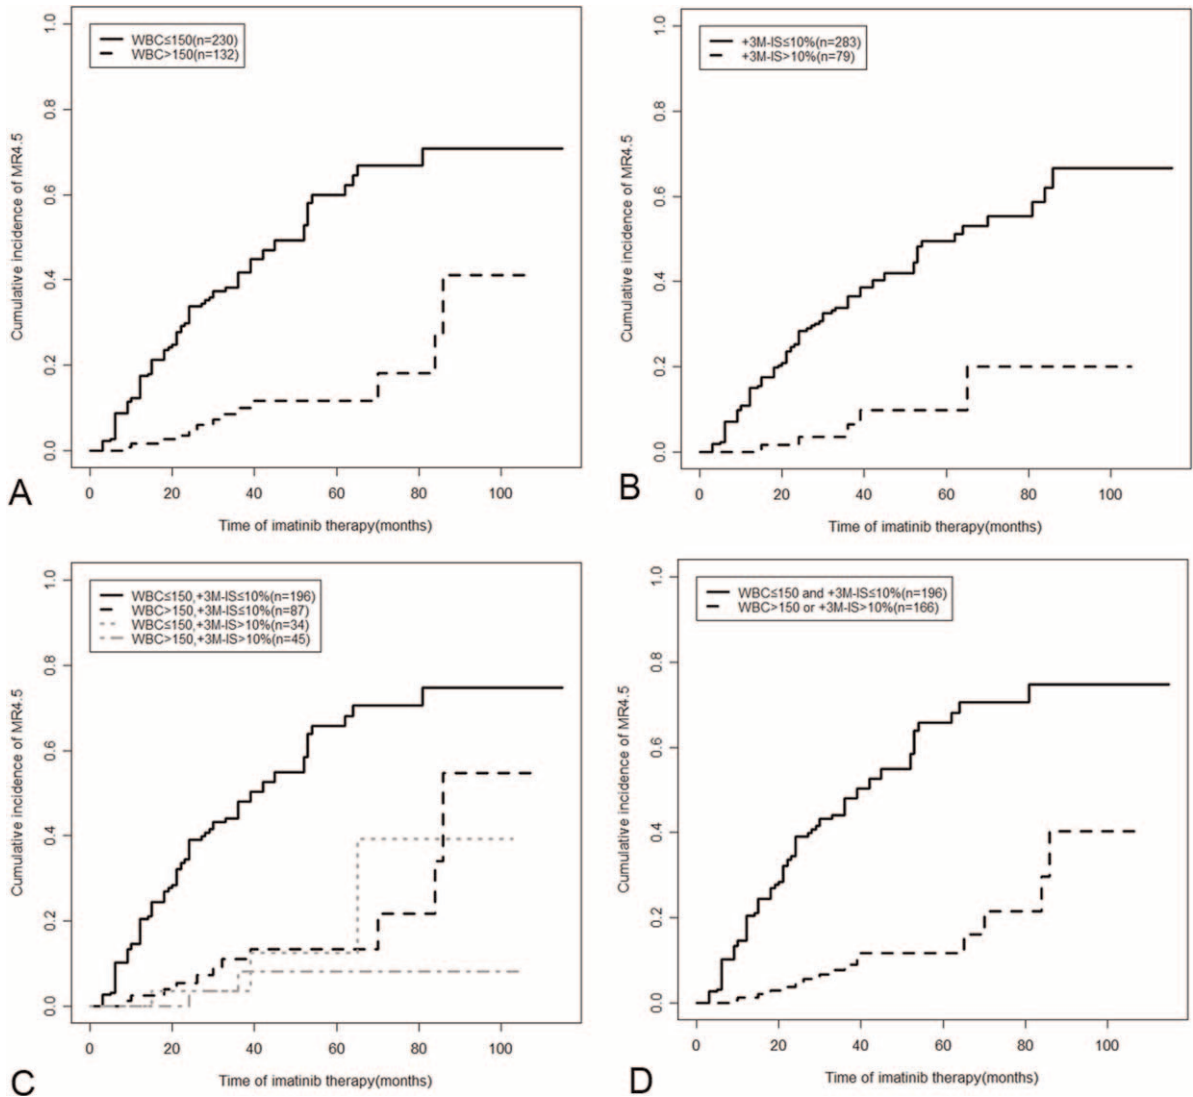 WBC≤150(n=230)
WBC>150(n=132)
Cumulative incidence of MR4.5
1.0
0.8
0.6
0.4
0.2
0.0
0 20 40 60 80 100
Time of imatinib therapy(months)
A
+3M-IS≤10%(n=283)
+3M-IS>10%(n=79)
Cumulative incidence of MR4.5
1.0
0.8
0.6
0.4
0.2
0.0
0 20 40 60 80 100
Time of imatinib therapy(months)
B
WBC≤150,+3M-IS≤10%(n=196)
WBC>150,+3M-IS≤10%(n=87)
WBC≤150,+3M-IS>10%(n=34)
WBC>150,+3M-IS>10%(n=45)
Cumulative incidence of MR4.5
1.0
0.8
0.6
0.4
0.2
0.0
0 20 40 60 80 100
Time of imatinib therapy(months)
C
WBC≤150 and +3M-IS≤10%(n=196)
WBC>150 or +3M-IS>10%(n=166)
Cumulative incidence of MR4.5
1.0
0.8
0.6
0.4
0.2
0.0
0 20 40 60 80 100
Time of imatinib therapy(months)
D